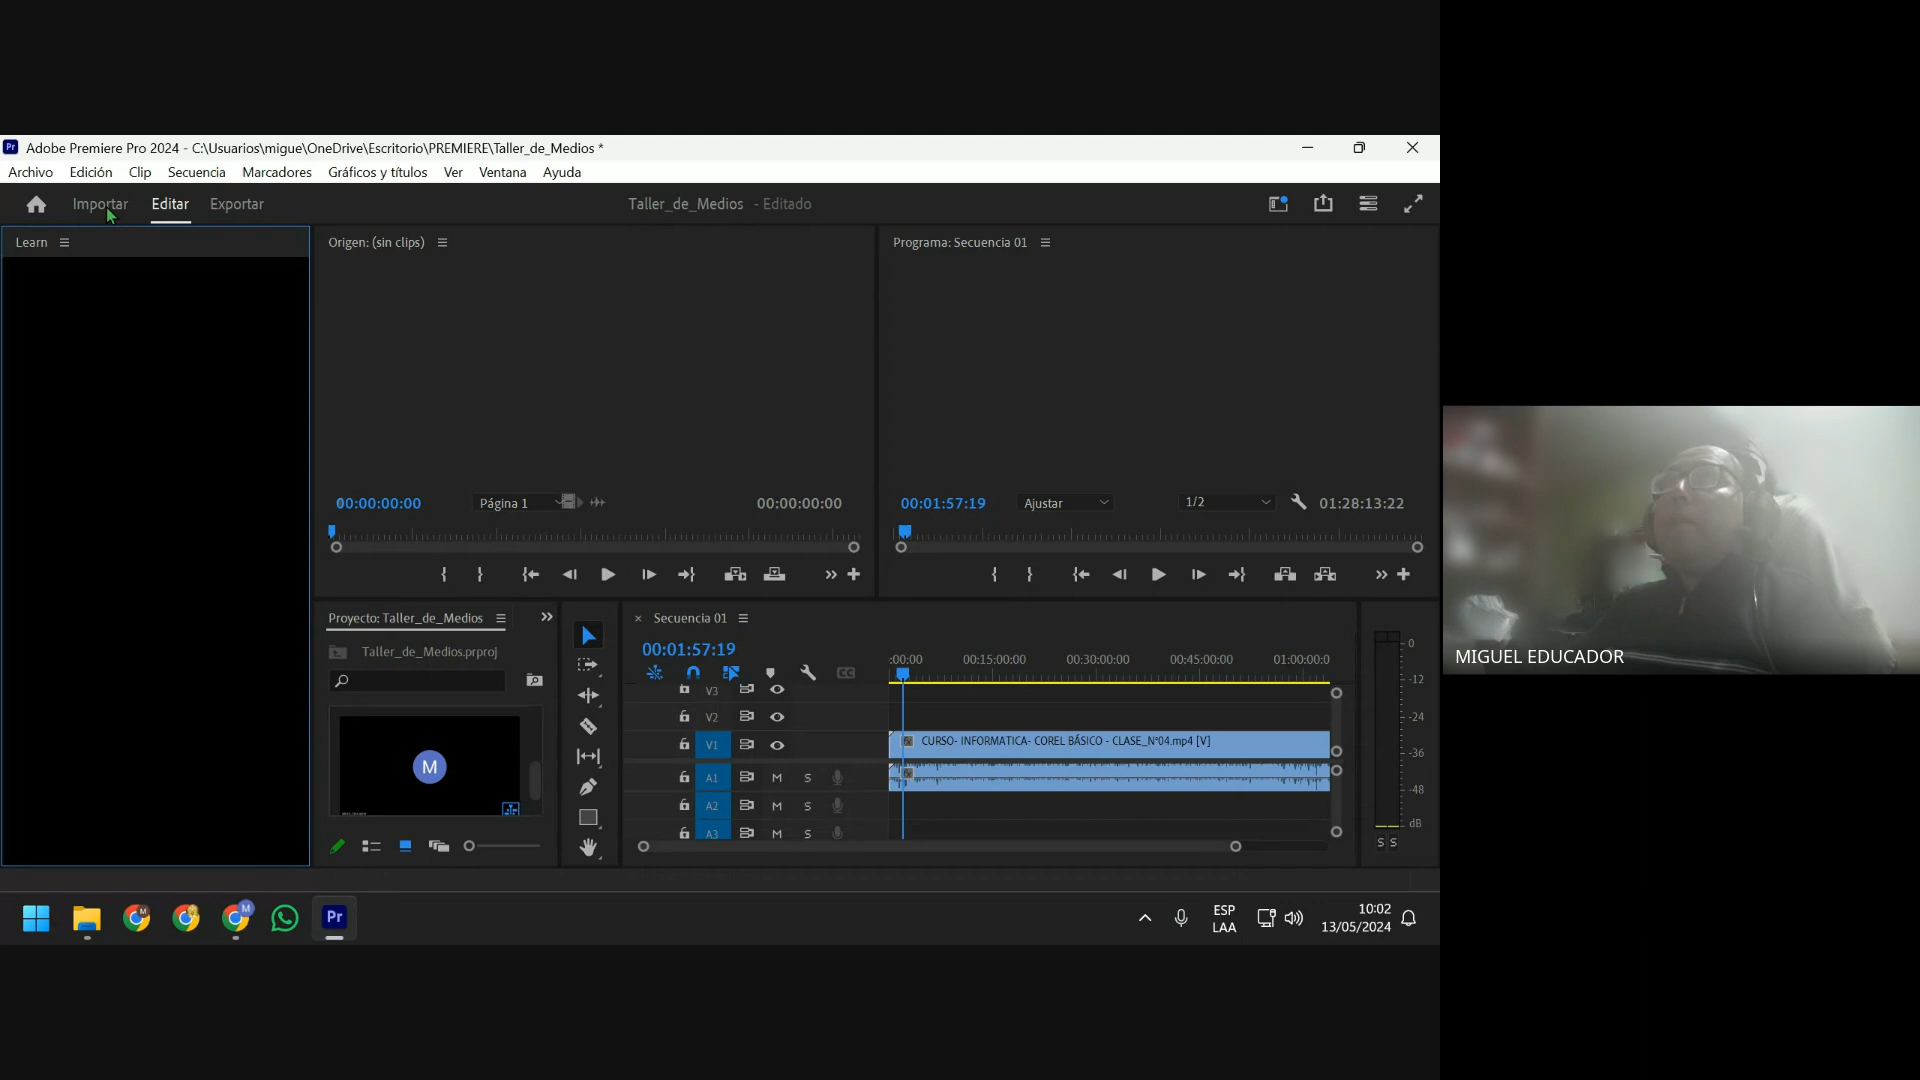 Pr Adobe Premiere Pro 2024 - C:\Usuarios\migue\OneDrive\Escritorio\PREMIERE\Taller_de_Medios *
Archivo Edición Clip Secuencia Marcadores Gráficos y títulos Ver Ventana Ayuda
Importar Editar Exportar Taller_de_Medios - Editado
Learn Origen: (sin clips) Programa: Secuencia 01
00:00:00:00 Página 1 00:00:00:00 00:01:57:19 Ajustar 1/2 01:28:13:22
Proyecto: Taller_de_Medios × Secuencia 01
Taller_de_Medios.prproj
00:01:57:19
:00:00 00:15:00:00 00:30:00:00 00:45:00:00 01:00:00:0
V3
V2
V1 CURSO- INFORMATICA- COREL BÁSICO - CLASE_N°04.mp4 [V]
A1 M S
A2 M S
A3 M S
M
0
-12
-24
-36
-48
dB
S S
MIGUEL EDUCADOR
M M Pr
ESP
LAA
10:02
13/05/2024